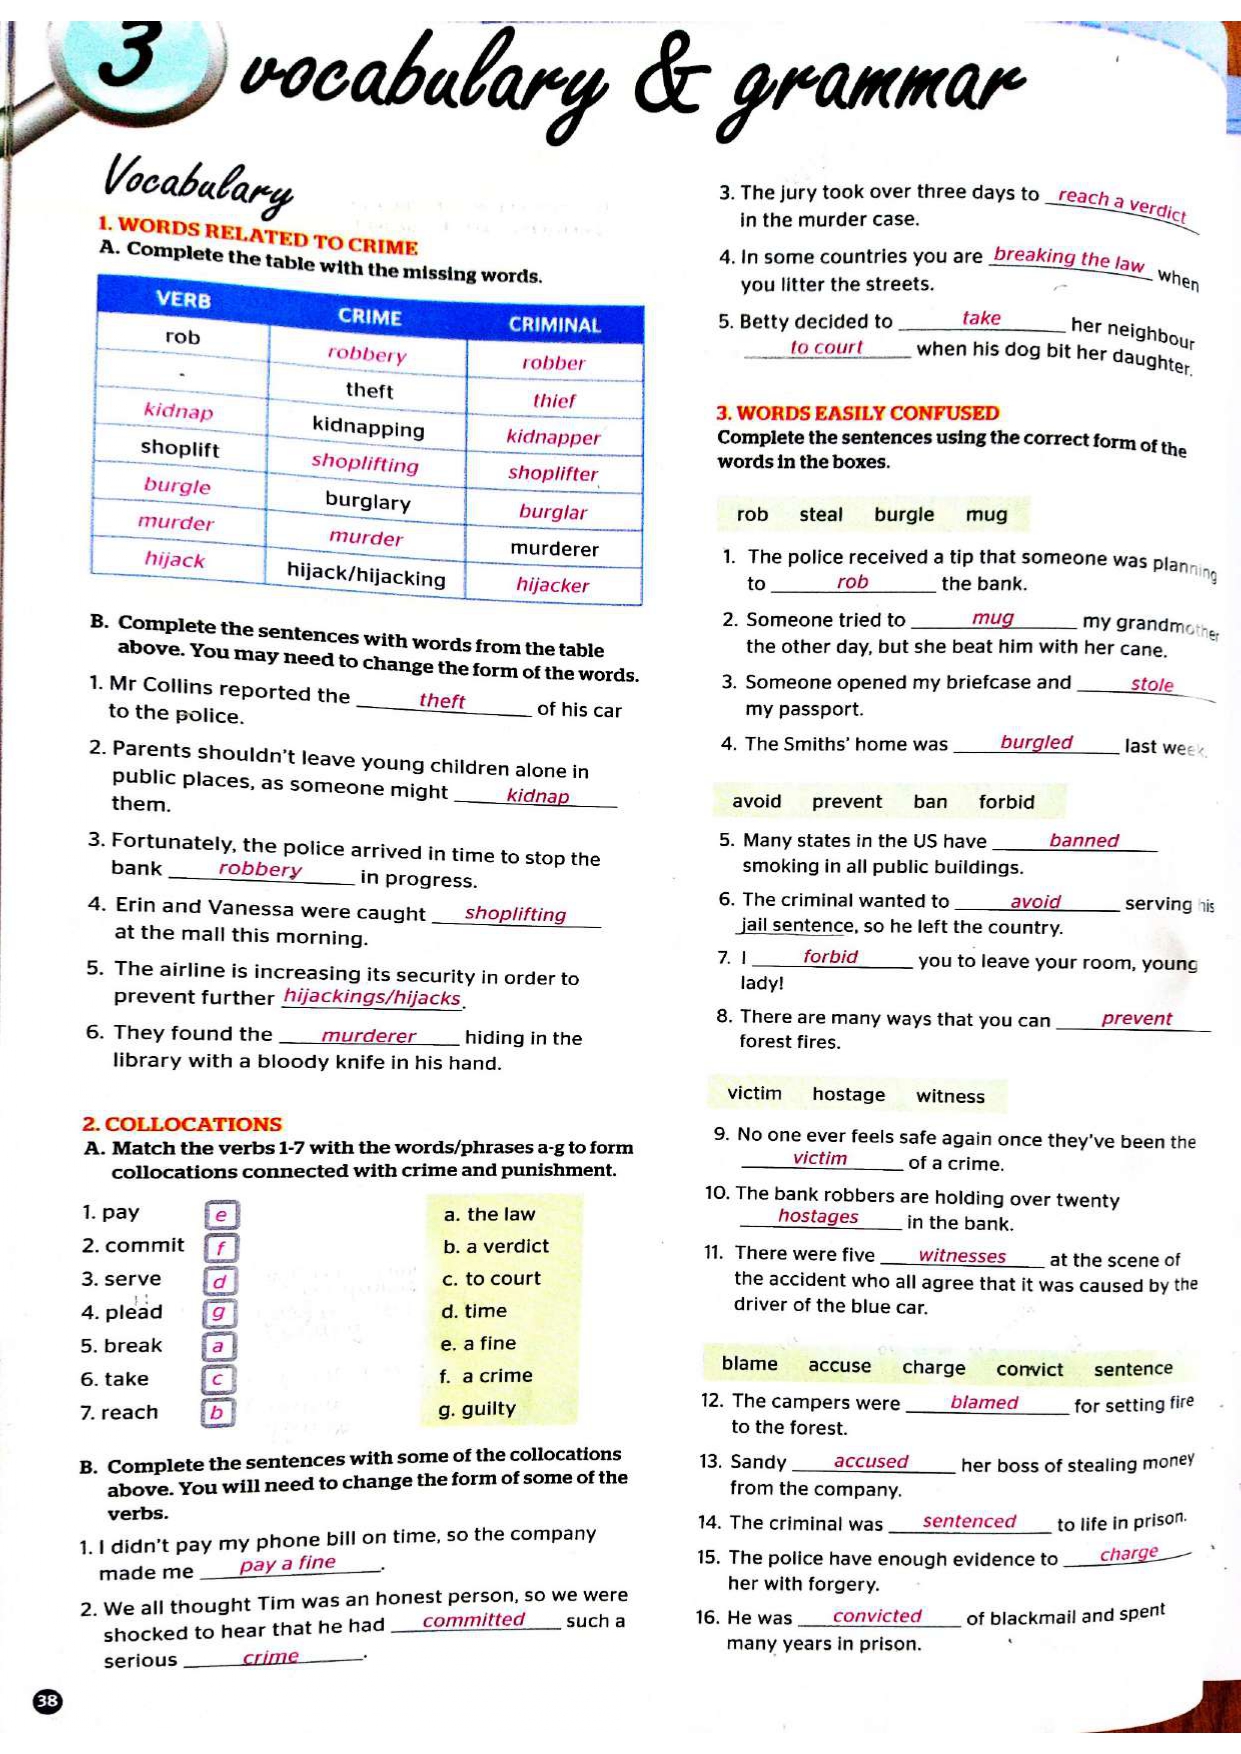 3 vocabulary & grammar
Vocabulary
1. WORDS RELATED TO CRIME
A. Complete the table with the missing words.
VERB CRIME CRIMINAL
rob robbery robber
- theft thief
kidnap kidnapping kidnapper
shoplift shoplifting shoplifter
burgle burglary burglar
murder murder murderer
hijack hijack/hijacking hijacker
B. Complete the sentences with words from the table
above. You may need to change the form of the words.
1. Mr Collins reported the theft of his car
to the police.
2. Parents shouldn't leave young children alone in
public places, as someone might kidnap
them.
3. Fortunately, the police arrived in time to stop the
bank robbery in progress.
4. Erin and Vanessa were caught shoplifting
at the mall this morning.
5. The airline is increasing its security in order to
prevent further hijackings/hijacks.
6. They found the murderer hiding in the
library with a bloody knife in his hand.
2. COLLOCATIONS
A. Match the verbs 1-7 with the words/phrases a-g to form
collocations connected with crime and punishment.
1. pay e a. the law
2. commit f b. a verdict
3. serve d c. to court
4. plead g d. time
5. break a e. a fine
6. take c f. a crime
7. reach b g. guilty
B. Complete the sentences with some of the collocations
above. You will need to change the form of some of the
verbs.
1. I didn't pay my phone bill on time, so the company
made me pay a fine.
2. We all thought Tim was an honest person, so we were
shocked to hear that he had committed such a
serious crime.
38
3. The jury took over three days to reach a verdict
in the murder case.
4. In some countries you are breaking the law when
you litter the streets.
5. Betty decided to take her neighbour
to court when his dog bit her daughter.
3. WORDS EASILY CONFUSED
Complete the sentences using the correct form of the
words in the boxes.
rob steal burgle mug
1. The police received a tip that someone was planning
to rob the bank.
2. Someone tried to mug my grandmother
the other day, but she beat him with her cane.
3. Someone opened my briefcase and stole
my passport.
4. The Smiths' home was burgled last week.
avoid prevent ban forbid
5. Many states in the US have banned
smoking in all public buildings.
6. The criminal wanted to avoid serving his
jail sentence, so he left the country.
7. I forbid you to leave your room, young
lady!
8. There are many ways that you can prevent
forest fires.
victim hostage witness
9. No one ever feels safe again once they've been the
victim of a crime.
10. The bank robbers are holding over twenty
hostages in the bank.
11. There were five witnesses at the scene of
the accident who all agree that it was caused by the
driver of the blue car.
blame accuse charge convict sentence
12. The campers were blamed for setting fire
to the forest.
13. Sandy accused her boss of stealing money
from the company.
14. The criminal was sentenced to life in prison.
15. The police have enough evidence to charge
her with forgery.
16. He was convicted of blackmail and spent
many years in prison.